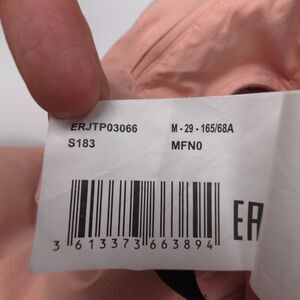 ERJTP03066 M - 29 - 165/68A
S183 MFN0
3 613373 663894
EAC